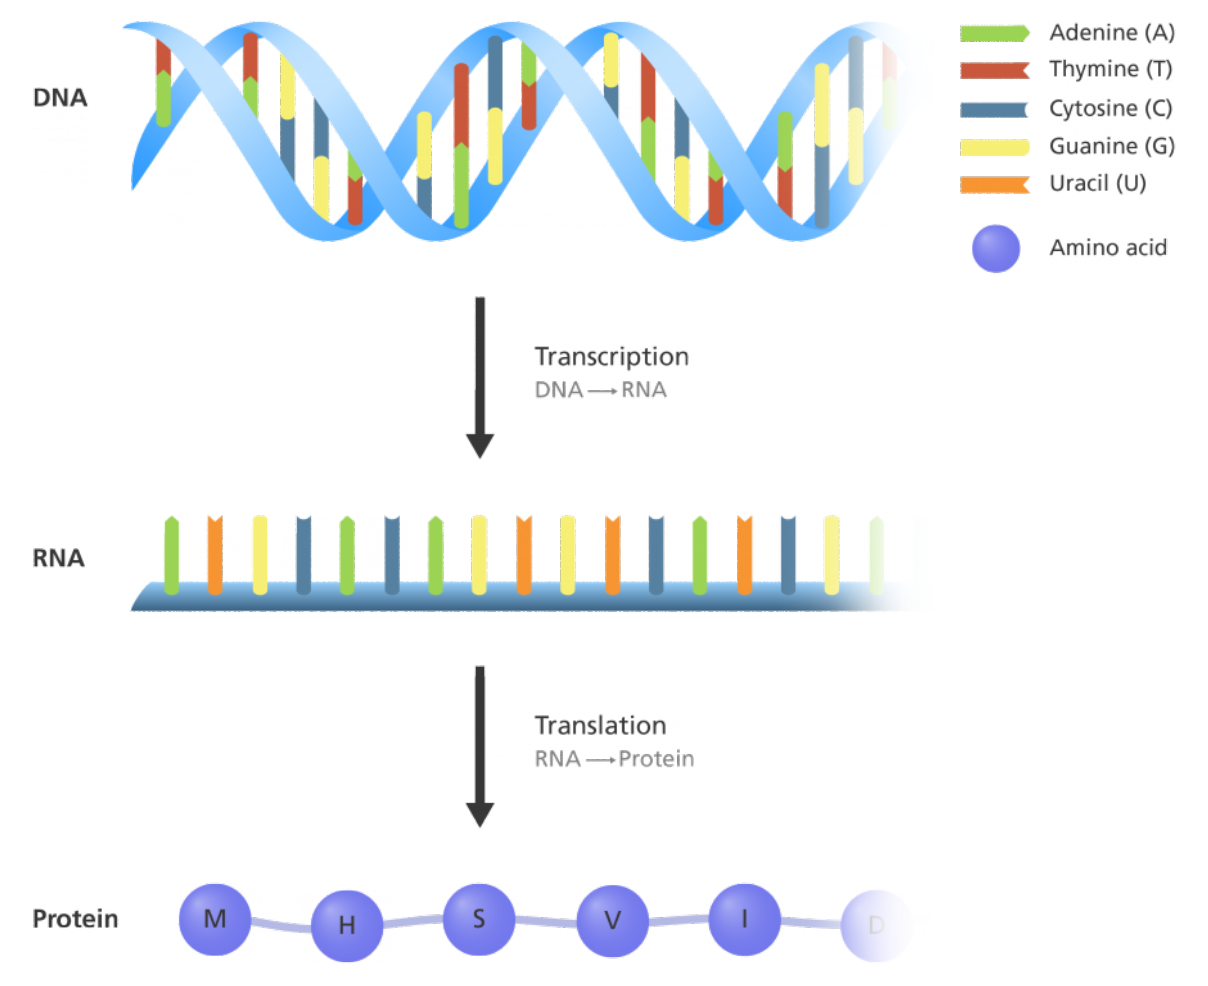 DNA
Adenine (A)
Thymine (T)
Cytosine (C)
Guanine (G)
Uracil (U)
Amino acid
Transcription
DNA → RNA
RNA
Translation
RNA → Protein
Protein
M H S V I D